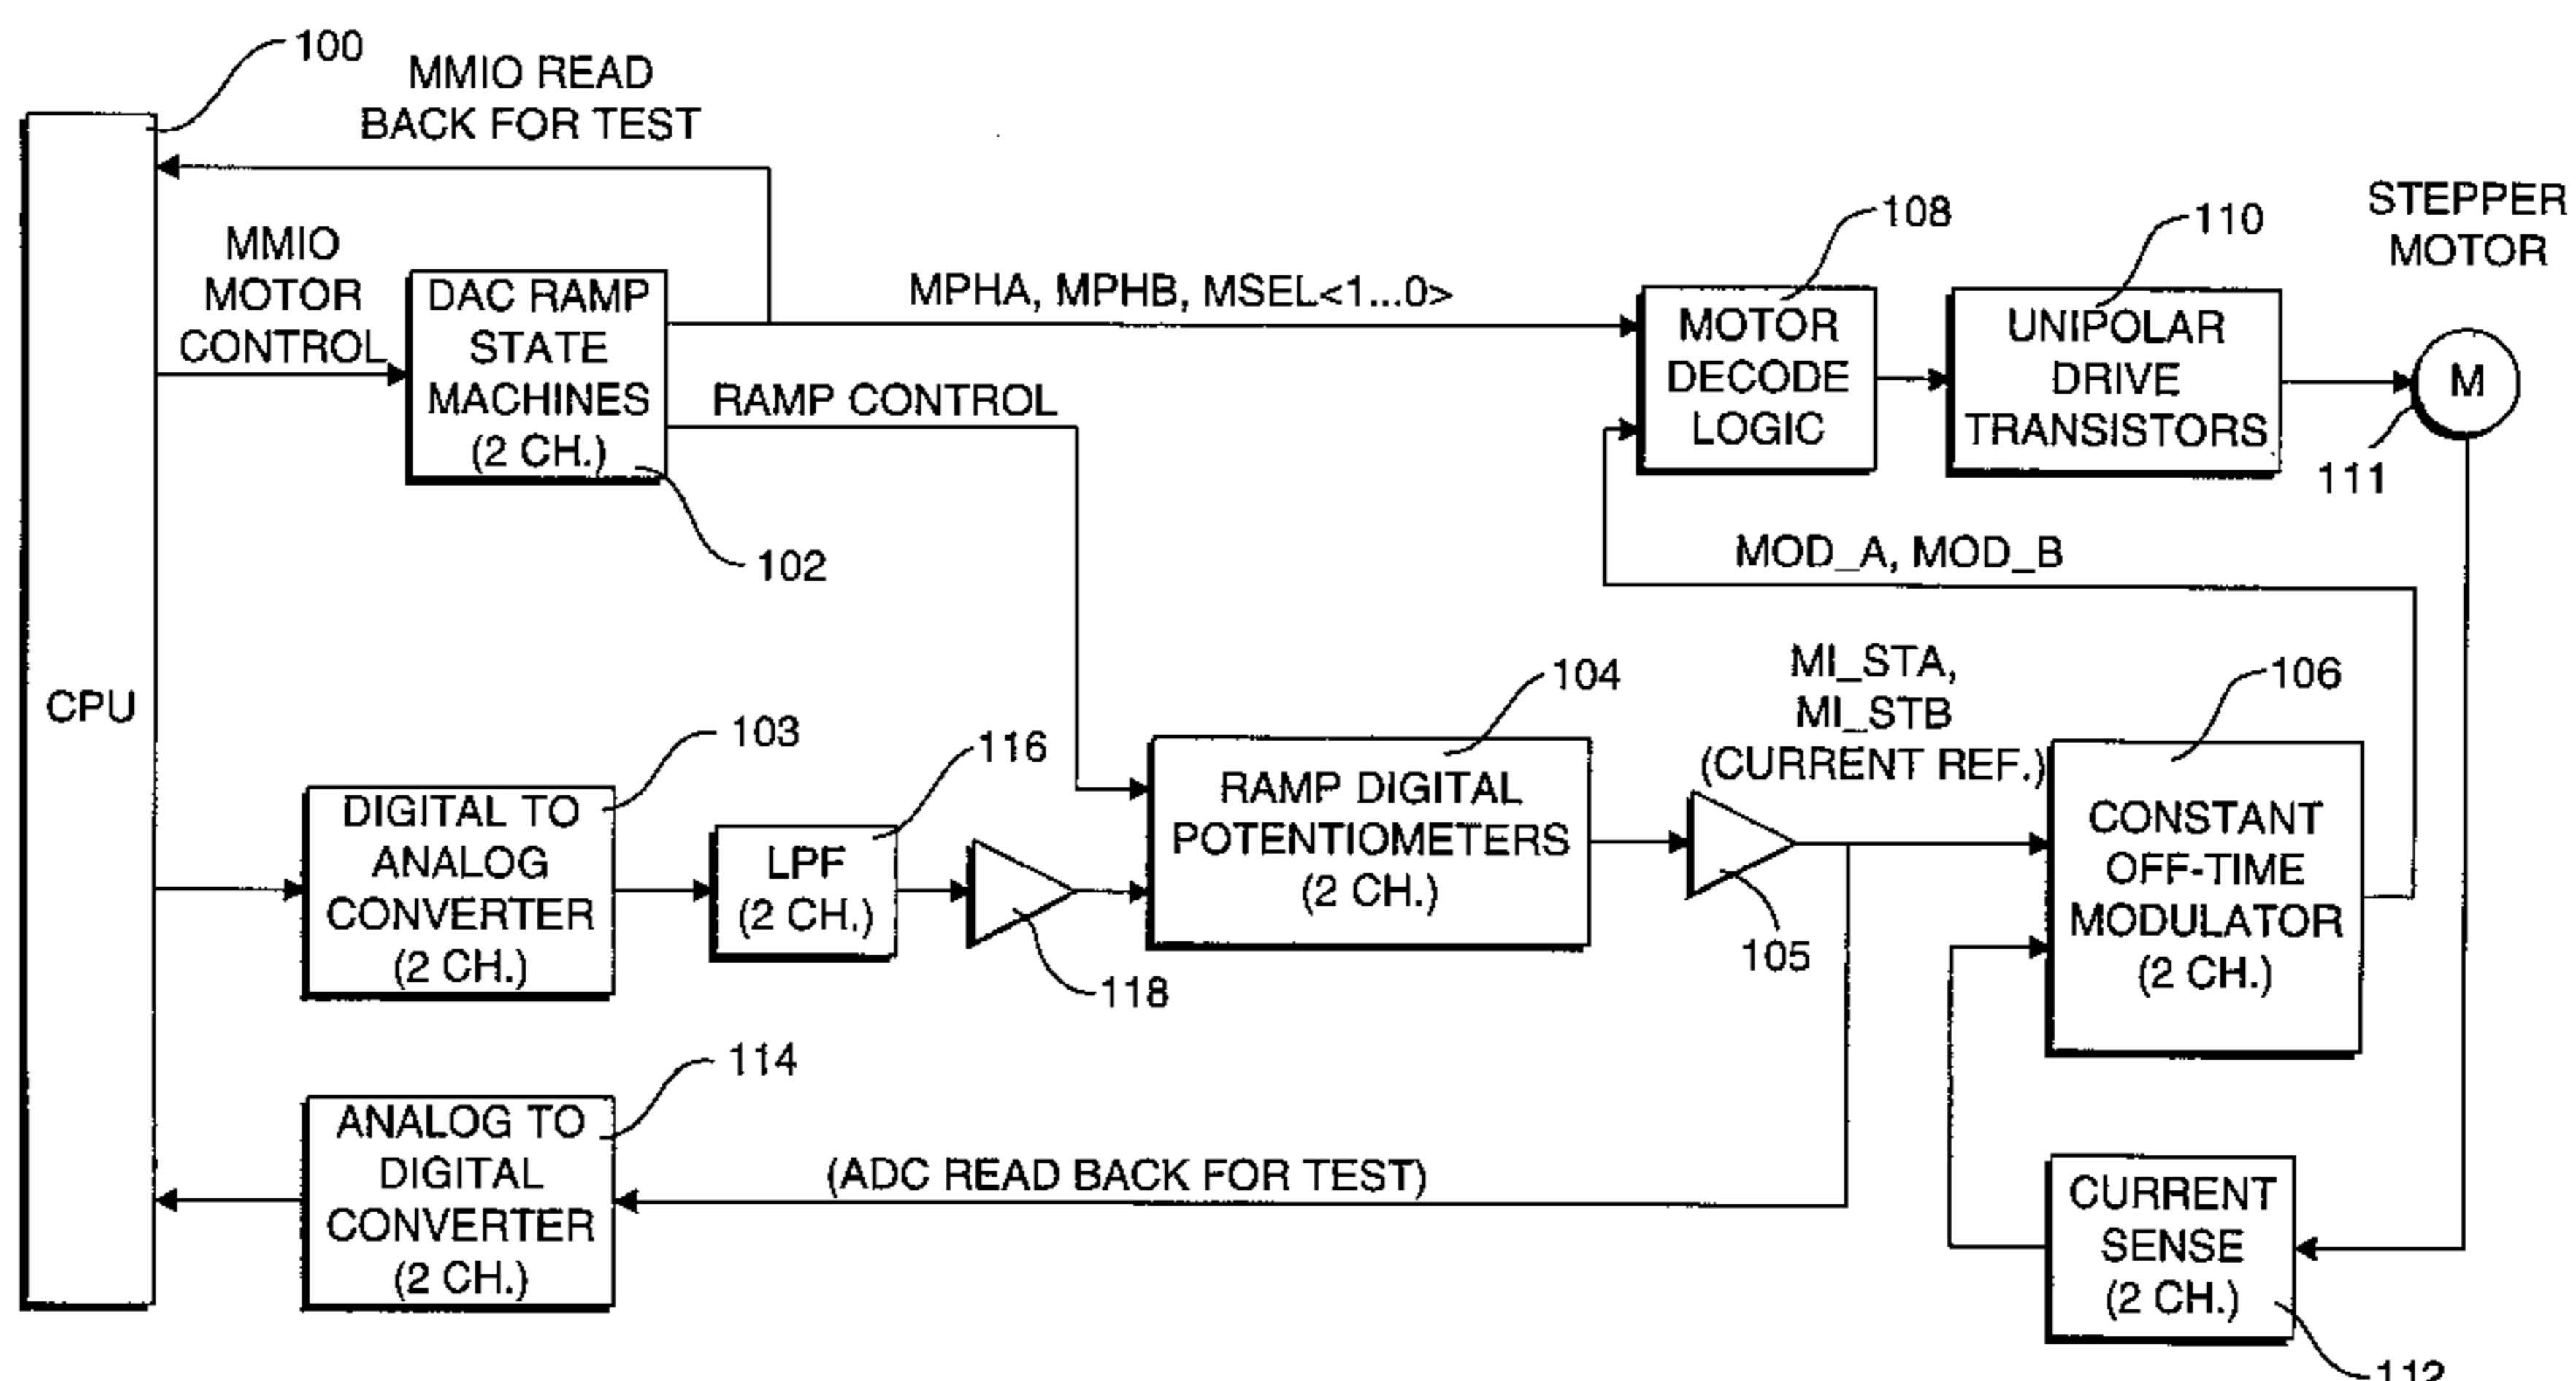 100
MMIO READ
BACK FOR TEST
MMIO
MOTOR
CONTROL
DAC RAMP
STATE
MACHINES
(2 CH.)
102
MPHA, MPHB, MSEL<1...0>
RAMP CONTROL
108
MOTOR
DECODE
LOGIC
110
UNIPOLAR
DRIVE
TRANSISTORS
STEPPER
MOTOR
M
111
MOD_A, MOD_B
CPU
103
DIGITAL TO
ANALOG
CONVERTER
(2 CH.)
116
LPF
(2 CH.)
118
104
RAMP DIGITAL
POTENTIOMETERS
(2 CH.)
105
MI_STA,
MI_STB
(CURRENT REF.)
106
CONSTANT
OFF-TIME
MODULATOR
(2 CH.)
114
ANALOG TO
DIGITAL
CONVERTER
(2 CH.)
(ADC READ BACK FOR TEST)
CURRENT
SENSE
(2 CH.)
112